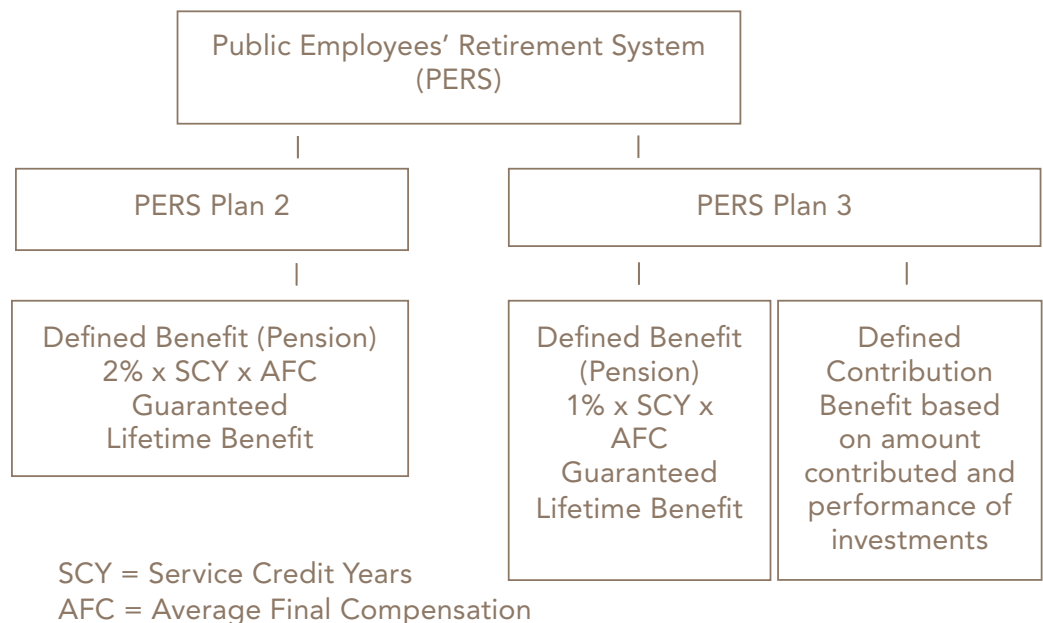 Public Employees’ Retirement System
(PERS)
PERS Plan 2
PERS Plan 3
Defined Benefit (Pension)
2% x SCY x AFC
Guaranteed
Lifetime Benefit
Defined Benefit
(Pension)
1% x SCY x
AFC
Guaranteed
Lifetime Benefit
Defined
Contribution
Benefit based
on amount
contributed and
performance of
investments
SCY = Service Credit Years
AFC = Average Final Compensation